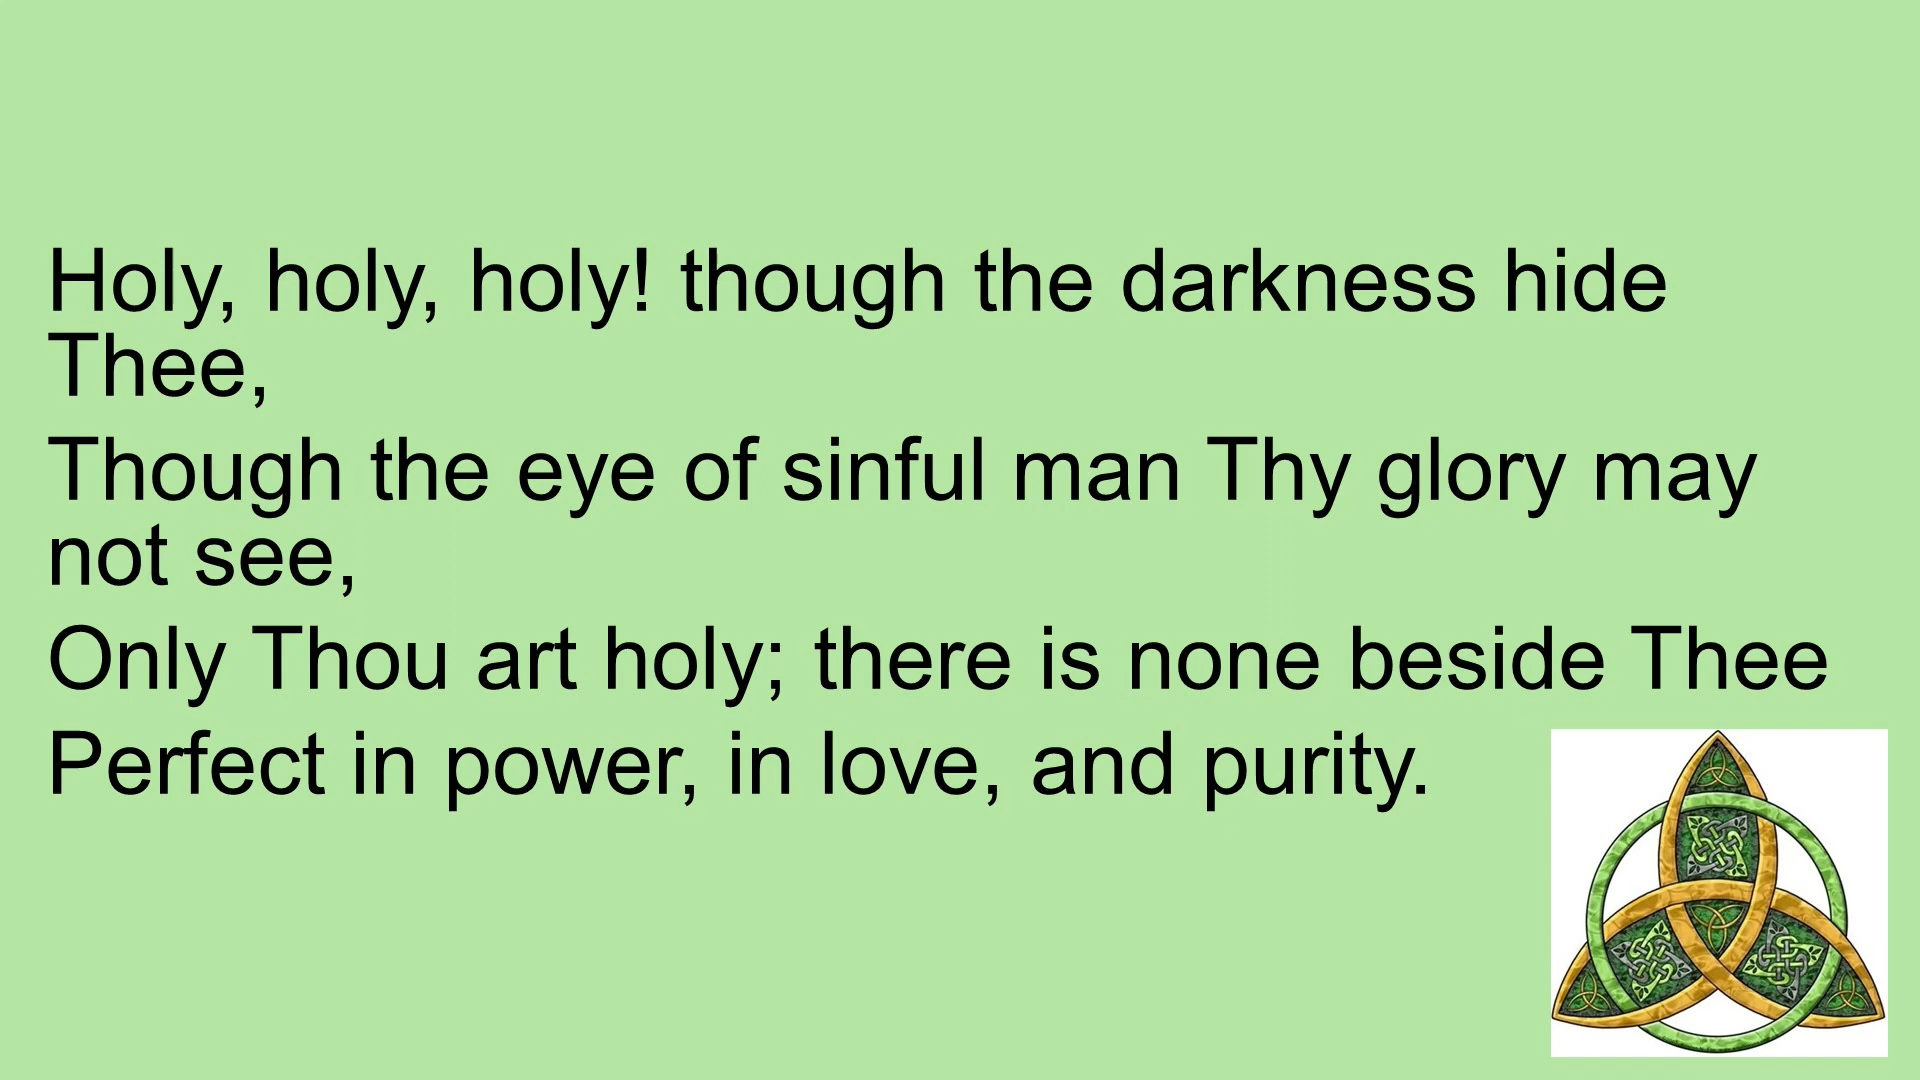 Holy, holy, holy! though the darkness hide
Thee,
Though the eye of sinful man Thy glory may
not see,
Only Thou art holy; there is none beside Thee
Perfect in power, in love, and purity.